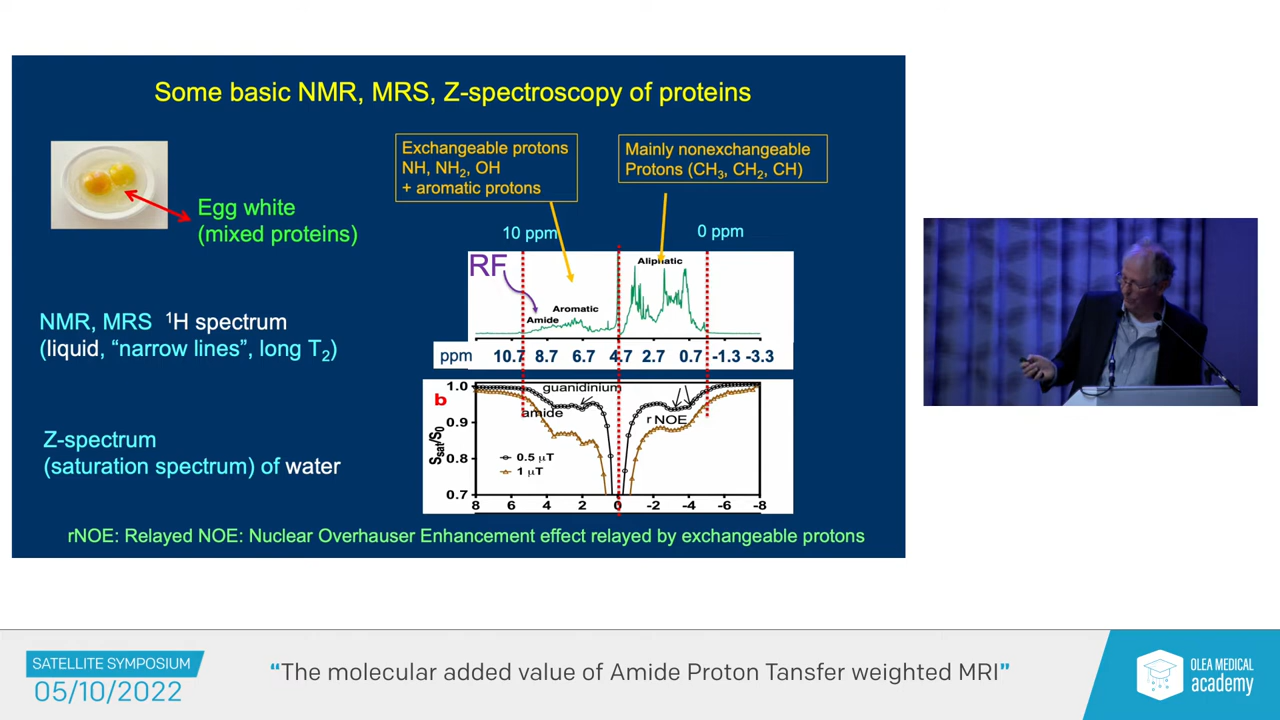 Some basic NMR, MRS, Z-spectroscopy of proteins
Exchangeable protons
NH, NH₂, OH
+ aromatic protons
Mainly nonexchangeable
Protons (CH₃, CH₂, CH)
Egg white
(mixed proteins)
10 ppm
0 ppm
RF
Aliphatic
Aromatic
Amide
NMR, MRS ¹H spectrum
(liquid, “narrow lines”, long T₂)
ppm 10.7 8.7 6.7 4.7 2.7 0.7 -1.3 -3.3
b
guanidinium
amide
r NOE
Ssat/S0
1.0
0.9
0.8
0.7
0.5 µT
1 µT
8 6 4 2 0 -2 -4 -6 -8
Z-spectrum
(saturation spectrum) of water
rNOE: Relayed NOE: Nuclear Overhauser Enhancement effect relayed by exchangeable protons
SATELLITE SYMPOSIUM
05/10/2022
“The molecular added value of Amide Proton Tansfer weighted MRI”
OLEA MEDICAL
academy